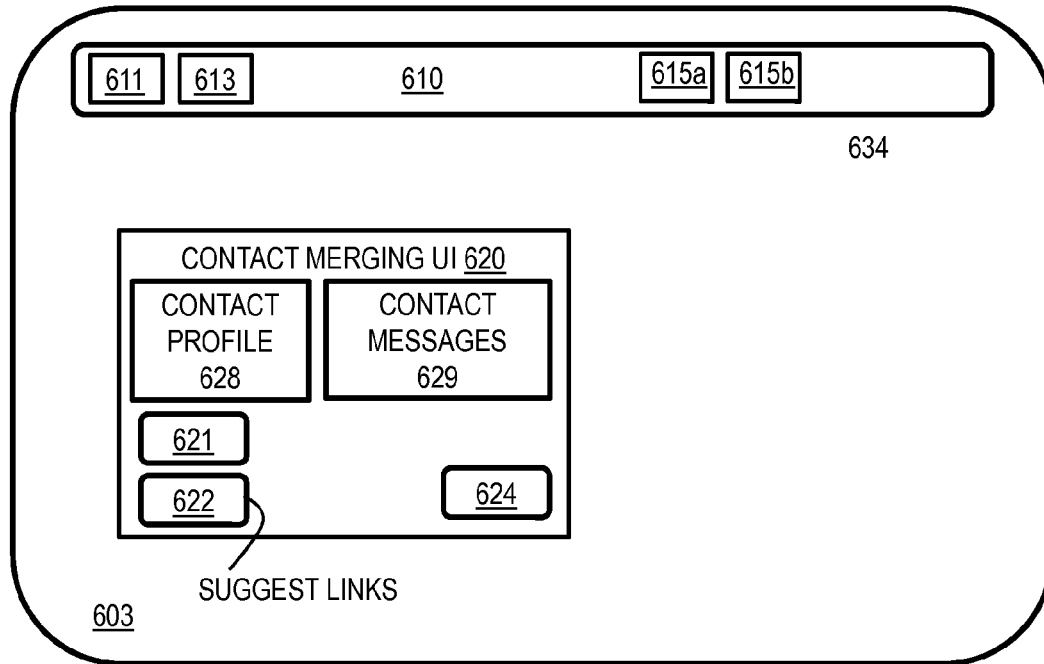 611 613 610 615a 615b
634
CONTACT MERGING UI 620
CONTACT
PROFILE
628
CONTACT
MESSAGES
629
621
622
624
SUGGEST LINKS
603